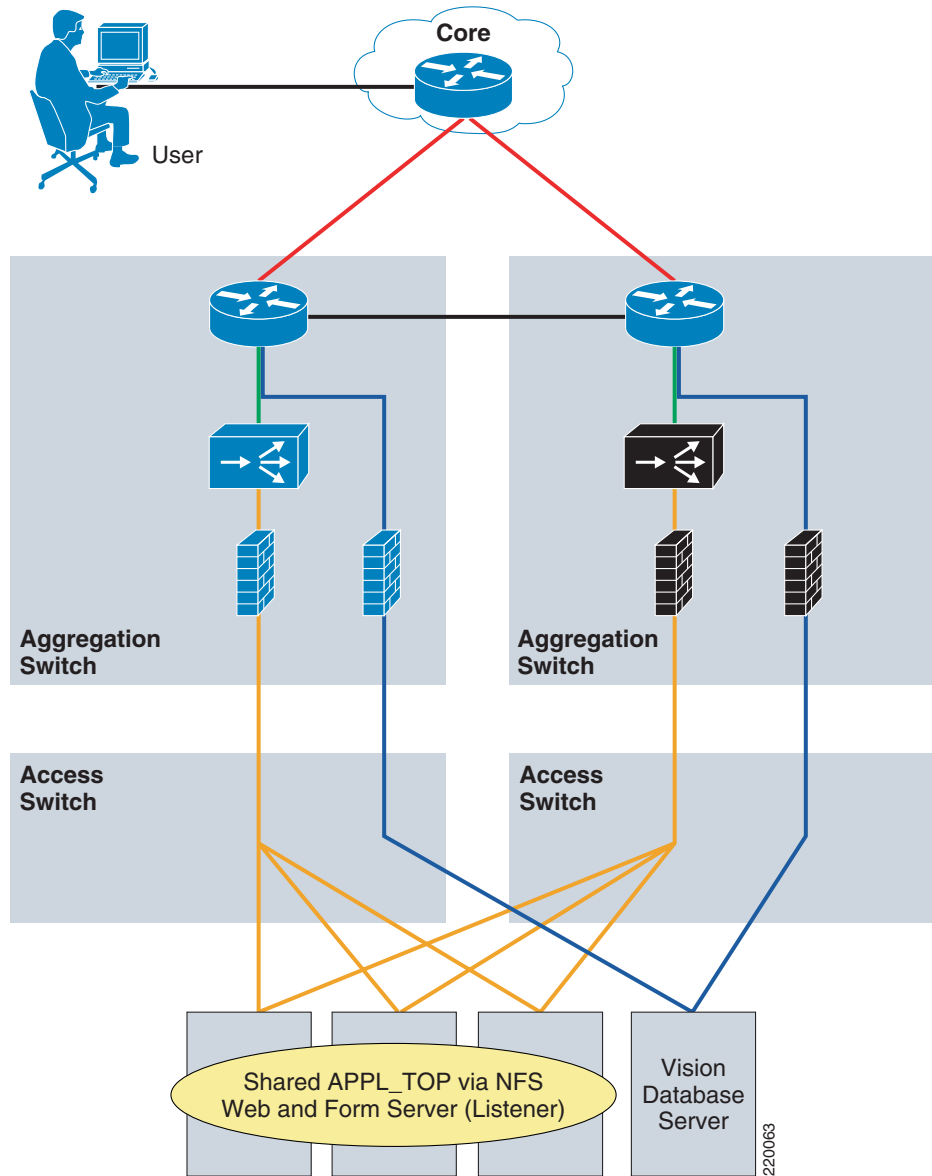 Core
User
Aggregation
Switch
Aggregation
Switch
Access
Switch
Access
Switch
Shared APPL_TOP via NFS
Web and Form Server (Listener)
Vision
Database
Server
220063